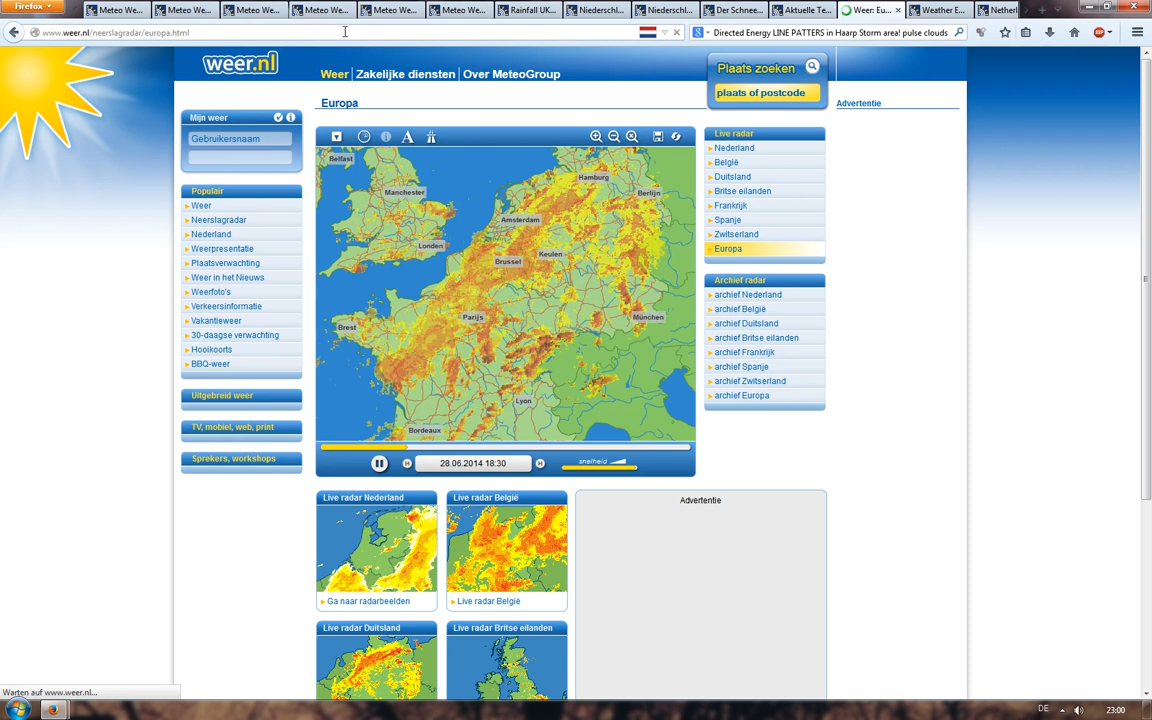 Firefox
Meteo We...
Meteo We...
Meteo We...
Meteo We...
Meteo We...
Meteo We...
Rainfall UK...
Niederschl...
Niederschl...
Der Schnee...
Aktuelle Te...
Weer: Eu...
Weather E...
Netherl
www.weer.nl/neerslagradar/europa.html
Directed Energy LINE PATTERS in Haarp Storm area! pulse clouds
ABP
weer.nl
Weer | Zakelijke diensten | Over MeteoGroup
Plaats zoeken
plaats of postcode
Europa
Advertentie
Mijn weer
Gebruikersnaam
Populair
Weer
Neerslagradar
Nederland
Weerpresentatie
Plaatsverwachting
Weer in het Nieuws
Weerfoto's
Verkeersinformatie
Vakantieweer
30-daagse verwachting
Hooikoorts
BBQ-weer
Uitgebreid weer
TV, mobiel, web, print
Sprekers, workshops
A
Belfast
Manchester
Hamburg
Berlijn
Amsterdam
Londen
Keulen
Brussel
Brest
Parijs
München
Lyon
Bordeaux
28.06.2014 18:30
snelheid
Live radar
Nederland
België
Duitsland
Britse eilanden
Frankrijk
Spanje
Zwitserland
Europa
Archief radar
archief Nederland
archief België
archief Duitsland
archief Britse eilanden
archief Frankrijk
archief Spanje
archief Zwitserland
archief Europa
Live radar Nederland
Ga naar radarbeelden
Live radar België
Live radar België
Advertentie
Live radar Duitsland
Live radar Britse eilanden
Warten auf www.weer.nl...
DE
23:00